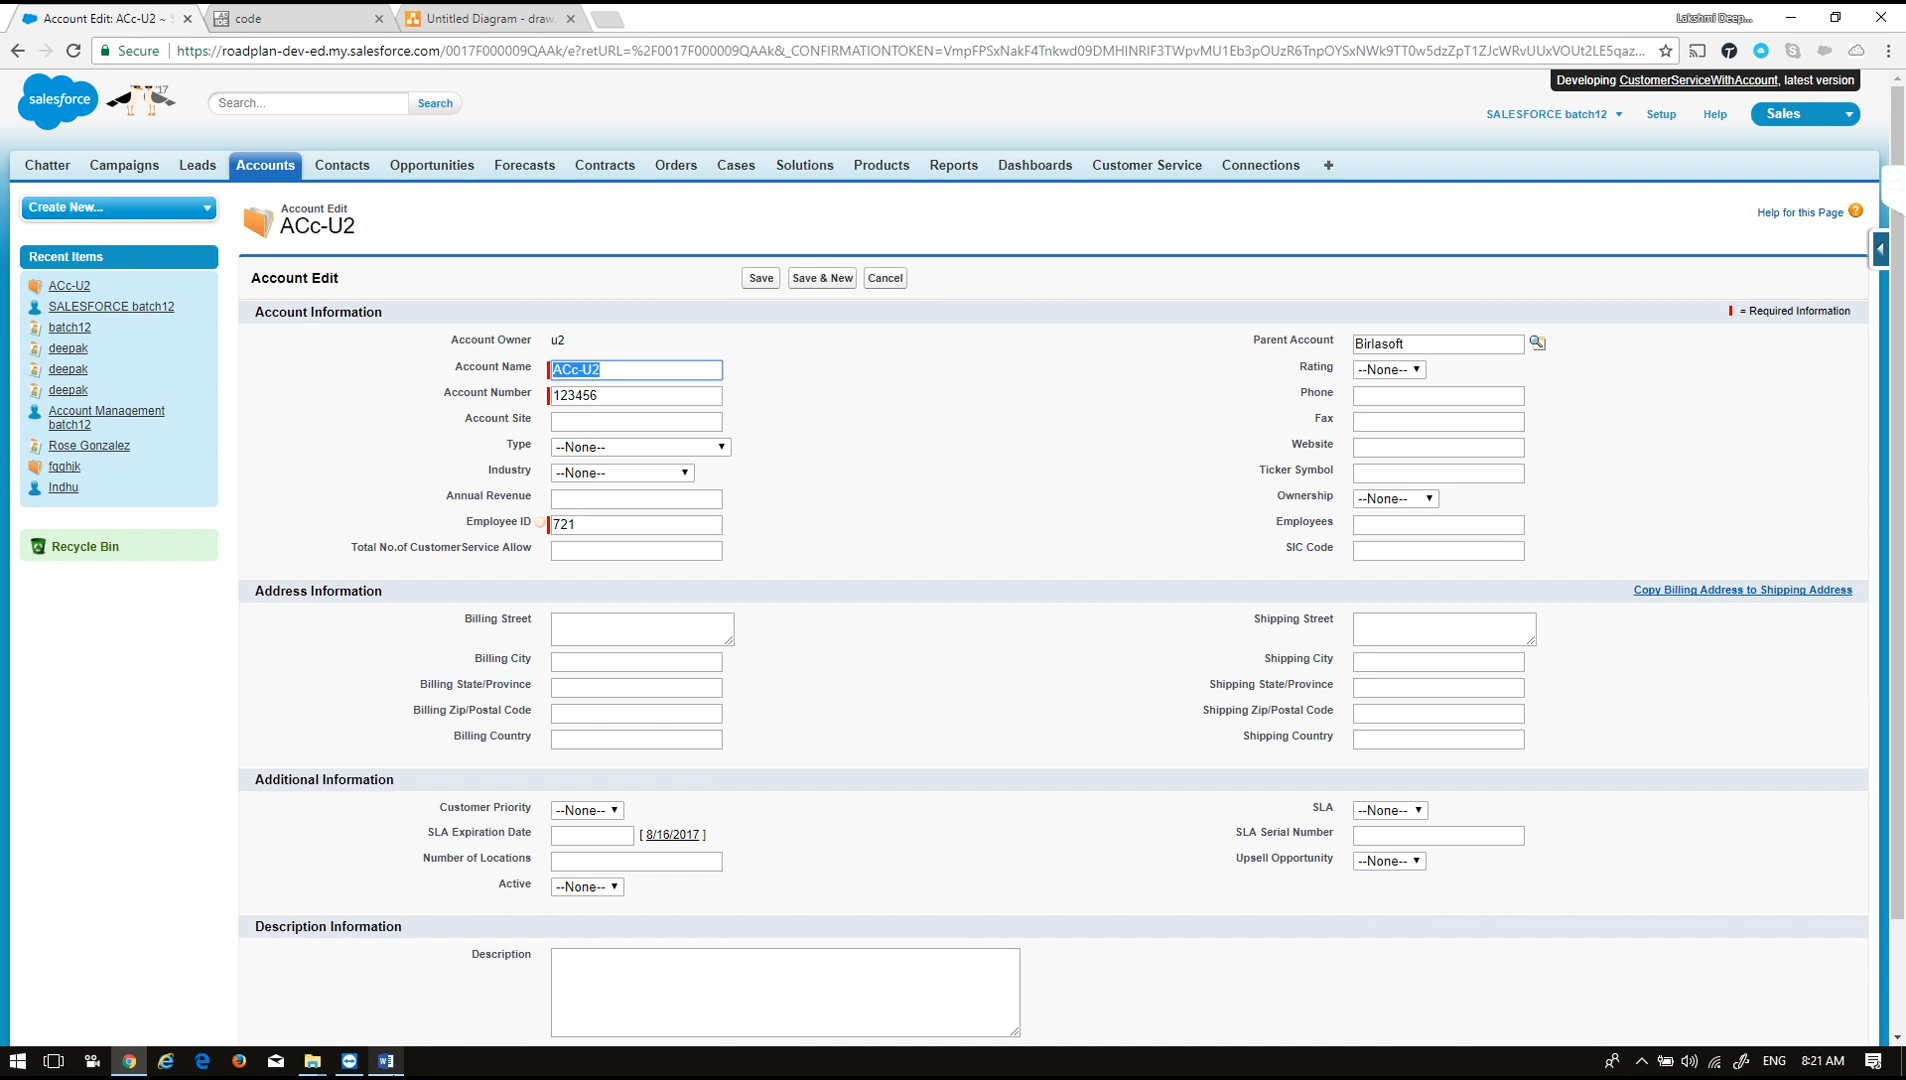 Account Edit: ACc-U2 ~ S
code
Untitled Diagram - draw.
Lakshmi Deep...
Secure
https://roadplan-dev-ed.my.salesforce.com/0017F000009QAAk/e?retURL=%2F0017F000009QAAk&_CONFIRMATIONTOKEN=VmpFPSxNakF4Tnkwd09DMHINRIF3TWpvMU1Eb3pOUzR6TnpOYSxNWk9TT0w5dzZpT1ZJcWRvUUxVOUt2LE5qaz...
Developing CustomerServiceWithAccount, latest version
salesforce
'17
Search...
Search
SALESFORCE batch12
Setup
Help
Sales
Chatter
Campaigns
Leads
Accounts
Contacts
Opportunities
Forecasts
Contracts
Orders
Cases
Solutions
Products
Reports
Dashboards
Customer Service
Connections
+
Create New...
Recent Items
ACc-U2
SALESFORCE batch12
batch12
deepak
deepak
deepak
Account Management
batch12
Rose Gonzalez
fgghjk
Indhu
Recycle Bin
Account Edit
ACc-U2
Help for this Page ?
Account Edit
Save
Save & New
Cancel
Account Information
= Required Information
Account Owner
u2
Parent Account
Birlasoft
Account Name
ACc-U2
Rating
--None--
Account Number
123456
Phone
Account Site
Fax
Type
--None--
Website
Industry
--None--
Ticker Symbol
Annual Revenue
Ownership
--None--
Employee ID
721
Employees
Total No.of CustomerService Allow
SIC Code
Address Information
Copy Billing Address to Shipping Address
Billing Street
Shipping Street
Billing City
Shipping City
Billing State/Province
Shipping State/Province
Billing Zip/Postal Code
Shipping Zip/Postal Code
Billing Country
Shipping Country
Additional Information
Customer Priority
--None--
SLA
--None--
SLA Expiration Date
[ 8/16/2017 ]
SLA Serial Number
Number of Locations
Upsell Opportunity
--None--
Active
--None--
Description Information
Description
ENG
8:21 AM